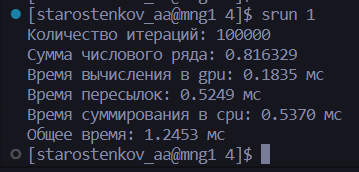 [starostenkov_aa@mng1 4]$ srun 1
Количество итераций: 100000
Сумма числового ряда: 0.816329
Время вычисления в gpu: 0.1835 мс
Время пересылок: 0.5249 мс
Время суммирования в cpu: 0.5370 мс
Общее время: 1.2453 мс
[starostenkov_aa@mng1 4]$